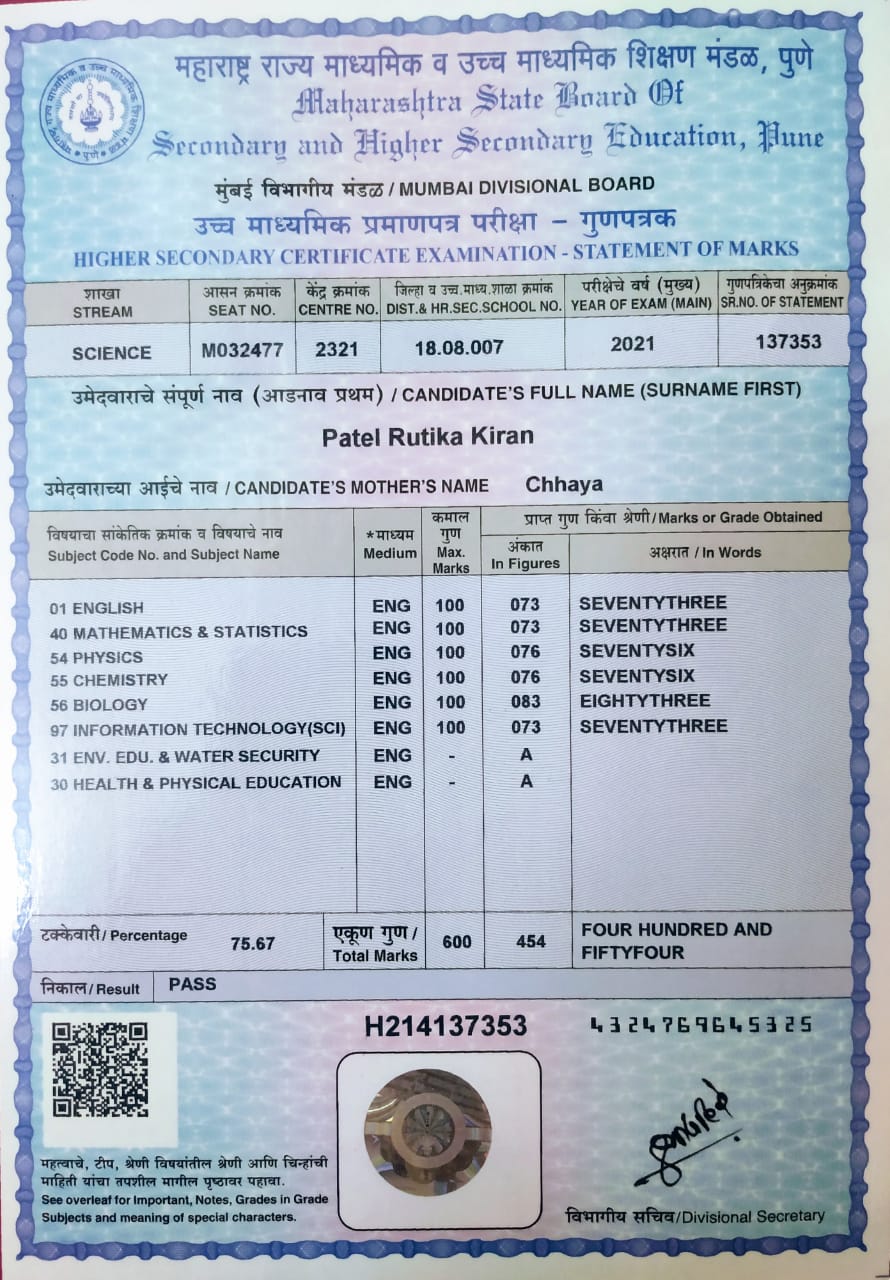 महाराष्ट्र राज्य माध्यमिक व उच्च माध्यमिक शिक्षण मंडळ, पुणे
Maharashtra State Board Of
Secondary and Higher Secondary Education, Pune
मुंबई विभागीय मंडळ / MUMBAI DIVISIONAL BOARD
उच्च माध्यमिक प्रमाणपत्र परीक्षा – गुणपत्रक
HIGHER SECONDARY CERTIFICATE EXAMINATION - STATEMENT OF MARKS
शाखा आसन क्रमांक केंद्र क्रमांक जिल्हा व उच्च.माध्य.शाळा क्रमांक परीक्षेचे वर्ष (मुख्य) गुणपत्रिकेचा अनुक्रमांक
STREAM SEAT NO. CENTRE NO. DIST.& HR.SEC.SCHOOL NO. YEAR OF EXAM (MAIN) SR.NO. OF STATEMENT
SCIENCE M032477 2321 18.08.007 2021 137353
उमेदवाराचे संपूर्ण नाव (आडनाव प्रथम) / CANDIDATE'S FULL NAME (SURNAME FIRST)
Patel Rutika Kiran
उमेदवाराच्या आईचे नाव / CANDIDATE'S MOTHER'S NAME Chhaya
विषयाचा सांकेतिक क्रमांक व विषयाचे नाव
Subject Code No. and Subject Name
*माध्यम
Medium
कमाल
गुण
Max.
Marks
प्राप्त गुण किंवा श्रेणी/Marks or Grade Obtained
अंकात
In Figures
अक्षरात / In Words
01 ENGLISH ENG 100 073 SEVENTYTHREE
40 MATHEMATICS & STATISTICS ENG 100 073 SEVENTYTHREE
54 PHYSICS ENG 100 076 SEVENTYSIX
55 CHEMISTRY ENG 100 076 SEVENTYSIX
56 BIOLOGY ENG 100 083 EIGHTYTHREE
97 INFORMATION TECHNOLOGY(SCI) ENG 100 073 SEVENTYTHREE
31 ENV. EDU. & WATER SECURITY ENG - A
30 HEALTH & PHYSICAL EDUCATION ENG - A
टक्केवारी/ Percentage 75.67
एकूण गुण /
Total Marks
600 454
FOUR HUNDRED AND
FIFTYFOUR
निकाल/ Result PASS
H214137353
4324769645325
महत्वाचे, टीप, श्रेणी विषयांतील श्रेणी आणि चिन्हांची
माहिती यांचा तपशील मागील पृष्ठावर पहावा.
See overleaf for Important, Notes, Grades in Grade
Subjects and meaning of special characters.
विभागीय सचिव/Divisional Secretary